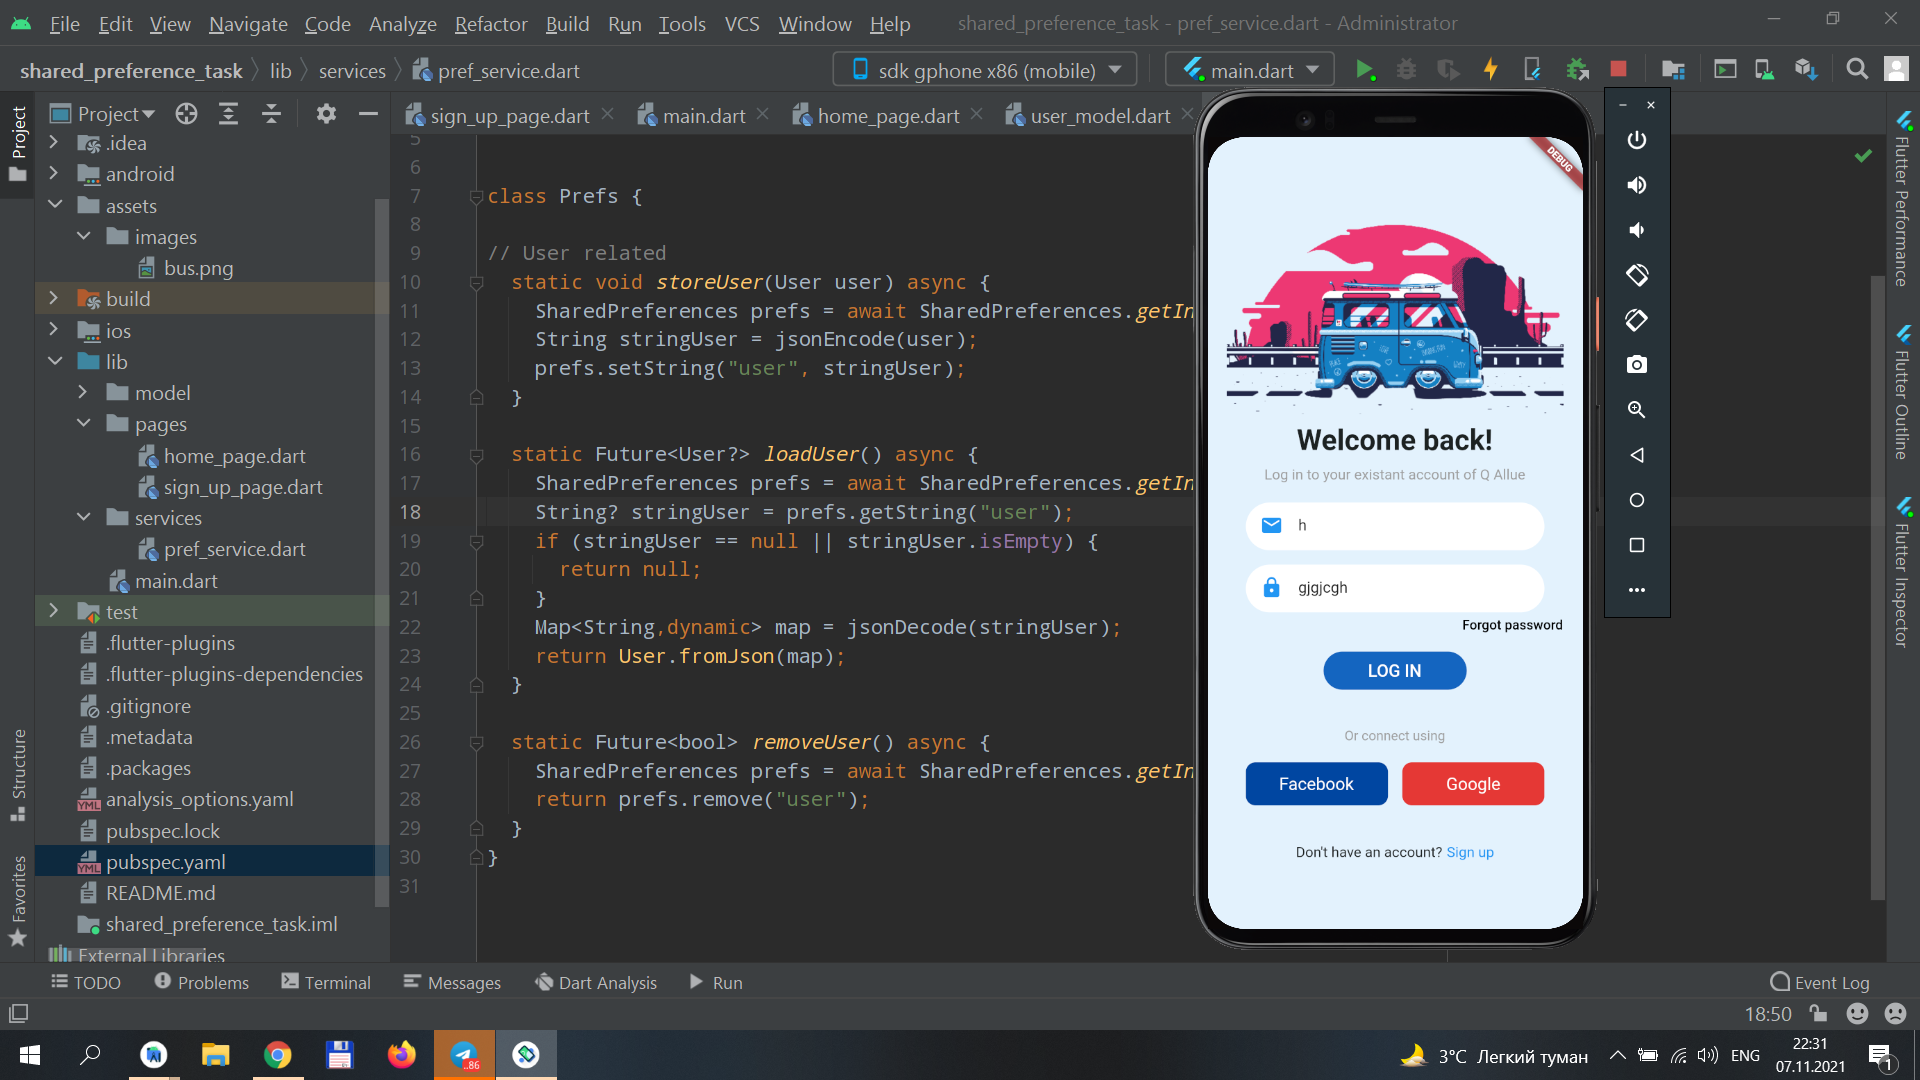 File Edit View Navigate Code Analyze Refactor Build Run Tools VCS Window Help shared_preference_task - pref_service.dart - Administrator
shared_preference_task lib services pref_service.dart sdk gphone x86 (mobile) main.dart
Project
sign_up_page.dart main.dart home_page.dart user_model.dart
Project
.idea
android
assets
images
bus.png
build
ios
lib
model
pages
home_page.dart
sign_up_page.dart
services
pref_service.dart
main.dart
test
.flutter-plugins
.flutter-plugins-dependencies
.gitignore
.metadata
.packages
analysis_options.yaml
pubspec.lock
pubspec.yaml
README.md
shared_preference_task.iml
External Libraries
Structure
Favorites
5
6
7 class Prefs {
8
9 // User related
10 static void storeUser(User user) async {
11 SharedPreferences prefs = await SharedPreferences.getIn
12 String stringUser = jsonEncode(user);
13 prefs.setString("user", stringUser);
14 }
15
16 static Future<User?> loadUser() async {
17 SharedPreferences prefs = await SharedPreferences.getIn
18 String? stringUser = prefs.getString("user");
19 if (stringUser == null || stringUser.isEmpty) {
20 return null;
21 }
22 Map<String,dynamic> map = jsonDecode(stringUser);
23 return User.fromJson(map);
24 }
25
26 static Future<bool> removeUser() async {
27 SharedPreferences prefs = await SharedPreferences.getIn
28 return prefs.remove("user");
29 }
30 }
31
DEBUG
Welcome back!
Log in to your existant account of Q Allue
h
gjgjcgh
Forgot password
LOG IN
Or connect using
Facebook Google
Don't have an account? Sign up
Flutter Performance
Flutter Outline
Flutter Inspector
TODO Problems Terminal Messages Dart Analysis Run Event Log
18:50
..86
3°C Легкий туман ENG 22:31
07.11.2021
1